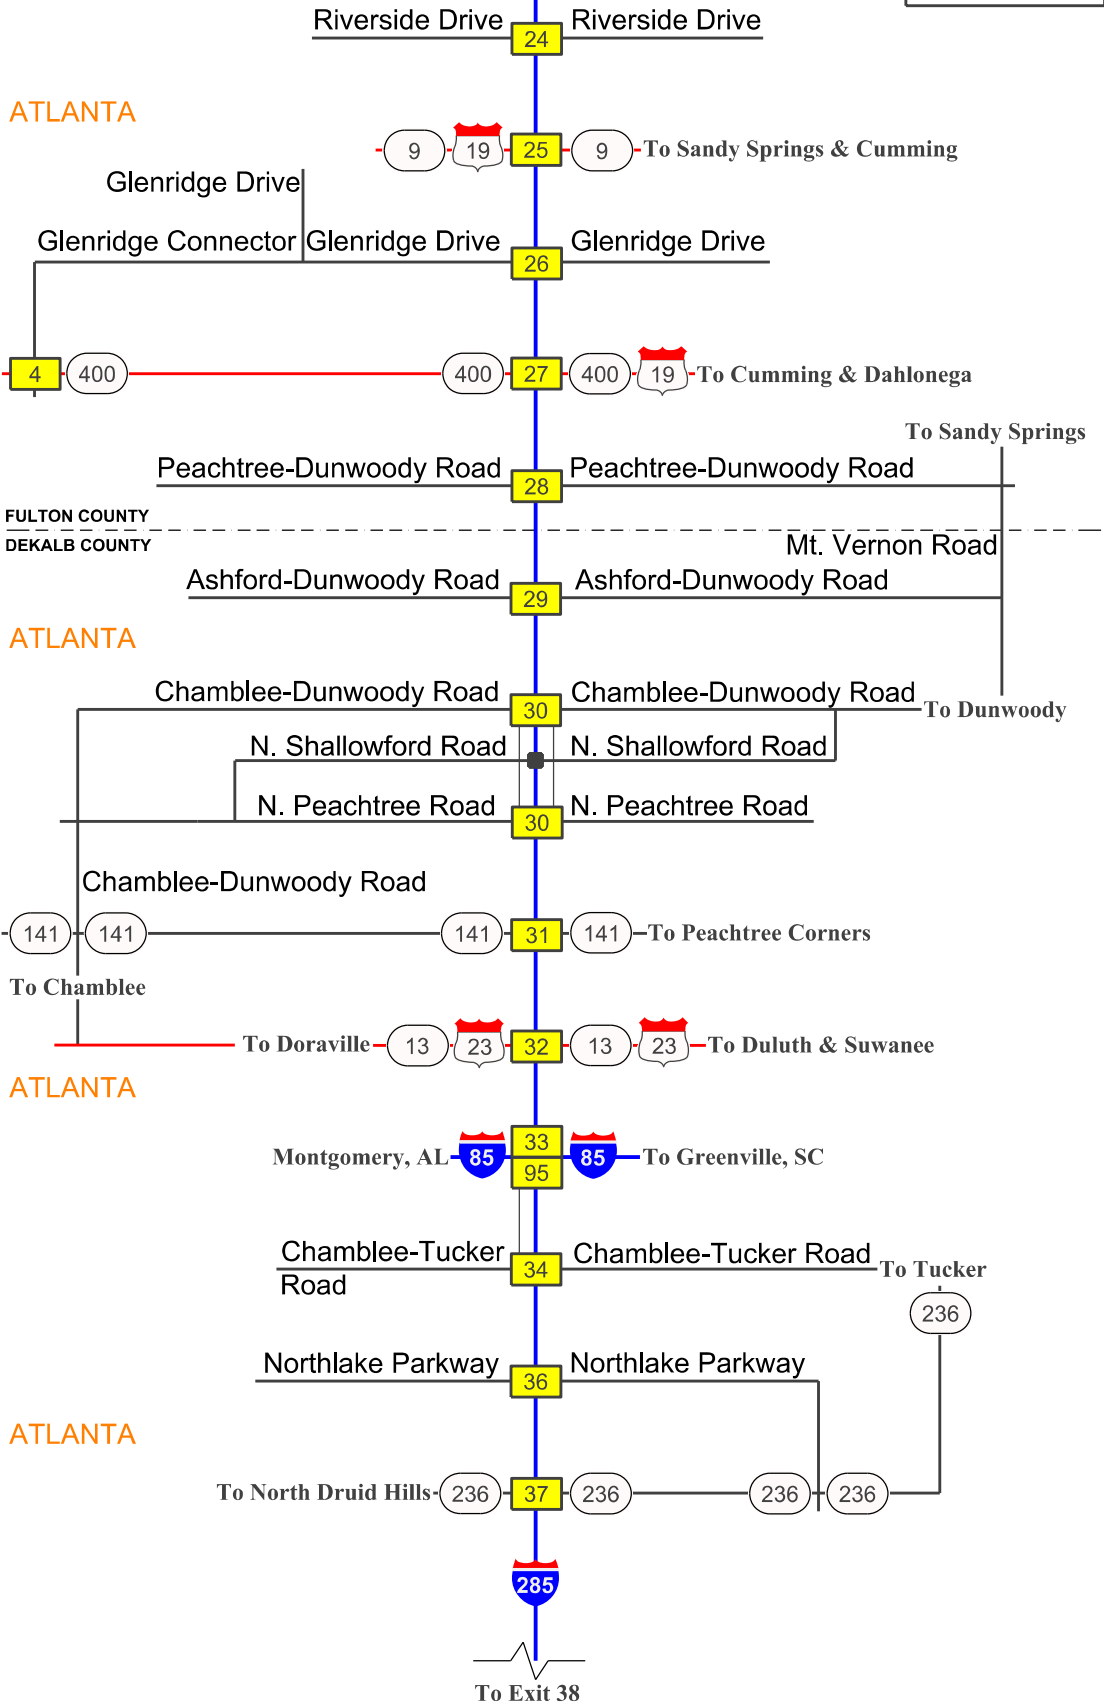 Riverside Drive 24 Riverside Drive
ATLANTA
9 19 25 9 To Sandy Springs & Cumming
Glenridge Drive
Glenridge Connector Glenridge Drive 26 Glenridge Drive
4 400 400 27 400 19 To Cumming & Dahlonega
To Sandy Springs
Peachtree-Dunwoody Road 28 Peachtree-Dunwoody Road
FULTON COUNTY
DEKALB COUNTY
Mt. Vernon Road
Ashford-Dunwoody Road 29 Ashford-Dunwoody Road
ATLANTA
Chamblee-Dunwoody Road 30 Chamblee-Dunwoody Road To Dunwoody
N. Shallowford Road N. Shallowford Road
N. Peachtree Road 30 N. Peachtree Road
Chamblee-Dunwoody Road
141 141 141 31 141 To Peachtree Corners
To Chamblee
To Doraville 13 23 32 13 23 To Duluth & Suwanee
ATLANTA
Montgomery, AL 85 33 85 To Greenville, SC
95
Chamblee-Tucker 34 Chamblee-Tucker Road To Tucker
Road
236
Northlake Parkway 36 Northlake Parkway
ATLANTA
To North Druid Hills 236 37 236 236 236
285
To Exit 38